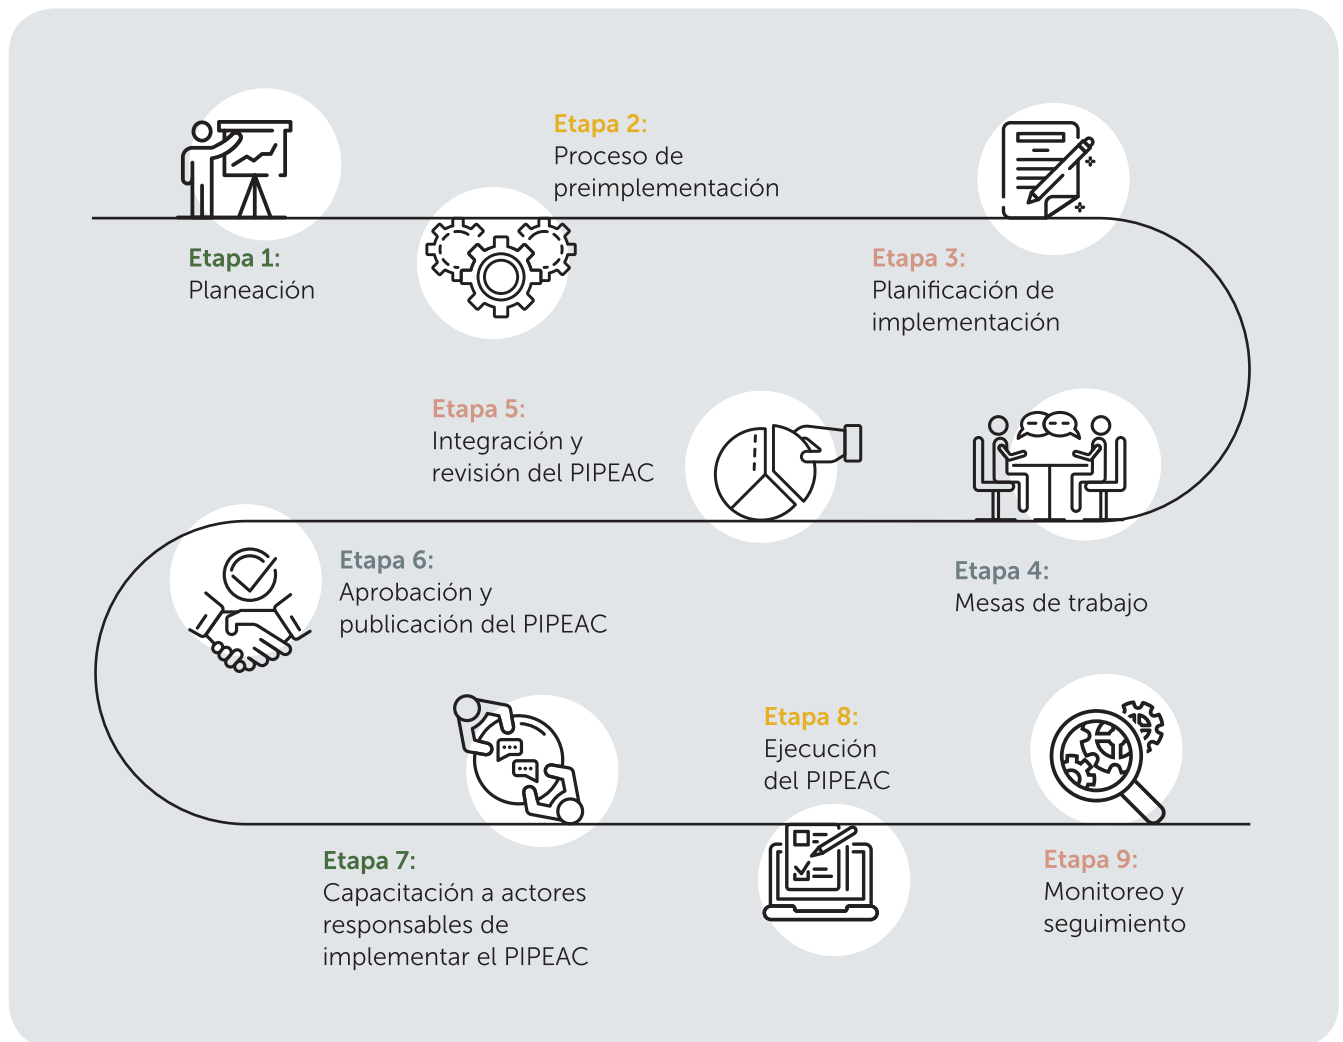 Etapa 1:
Planeación
Etapa 2:
Proceso de
preimplementación
Etapa 3:
Planificación de
implementación
Etapa 4:
Mesas de trabajo
Etapa 5:
Integración y
revisión del PIPEAC
Etapa 6:
Aprobación y
publicación del PIPEAC
Etapa 7:
Capacitación a actores
responsables de
implementar el PIPEAC
Etapa 8:
Ejecución
del PIPEAC
Etapa 9:
Monitoreo y
seguimiento